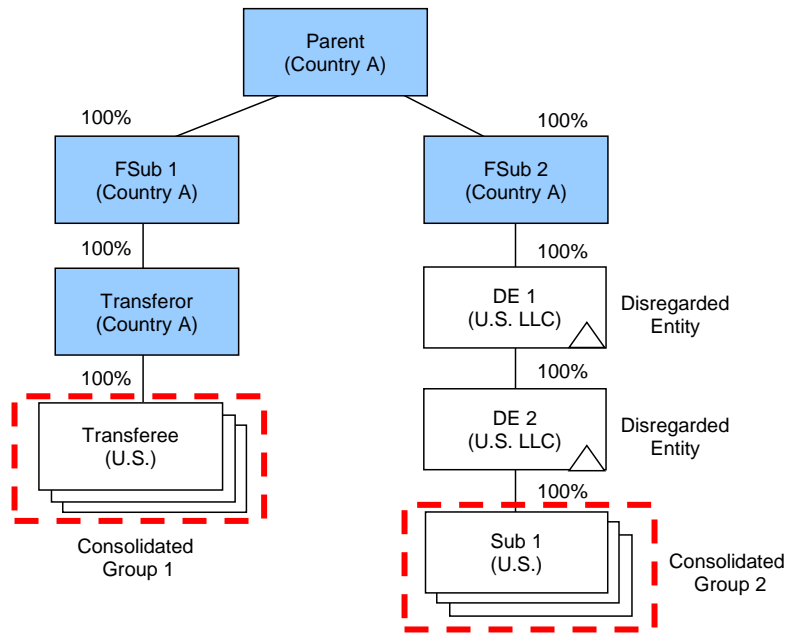 Parent
(Country A)
100%
100%
FSub 1
(Country A)
FSub 2
(Country A)
100%
100%
Transferor
(Country A)
DE 1
(U.S. LLC)
Disregarded
Entity
100%
100%
Transferee
(U.S.)
DE 2
(U.S. LLC)
Disregarded
Entity
100%
Consolidated
Group 1
Sub 1
(U.S.)
Consolidated
Group 2